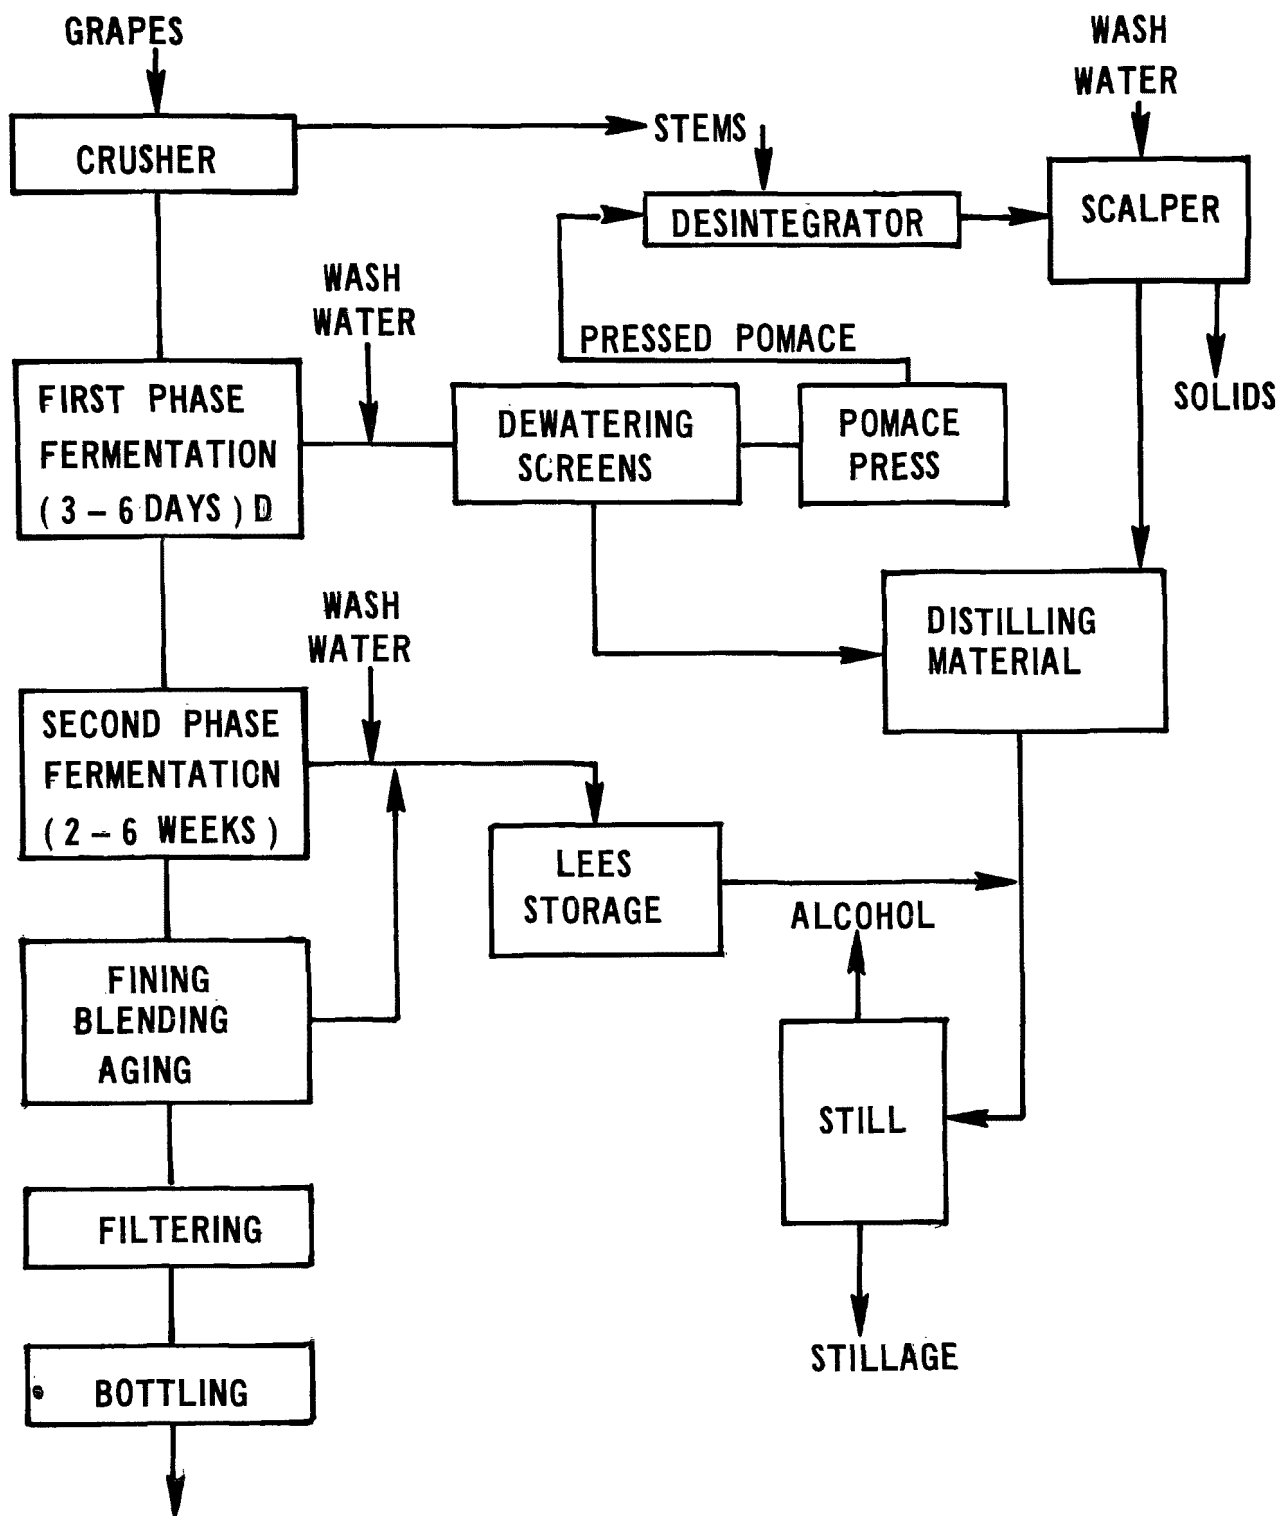 GRAPES
CRUSHER
STEMS
WASH
WATER
DESINTEGRATOR
SCALPER
SOLIDS
WASH
WATER
PRESSED POMACE
FIRST PHASE
FERMENTATION
(3 – 6 DAYS) D
DEWATERING
SCREENS
POMACE
PRESS
DISTILLING
MATERIAL
WASH
WATER
SECOND PHASE
FERMENTATION
(2 – 6 WEEKS)
LEES
STORAGE
ALCOHOL
FINING
BLENDING
AGING
STILL
FILTERING
STILLAGE
BOTTLING